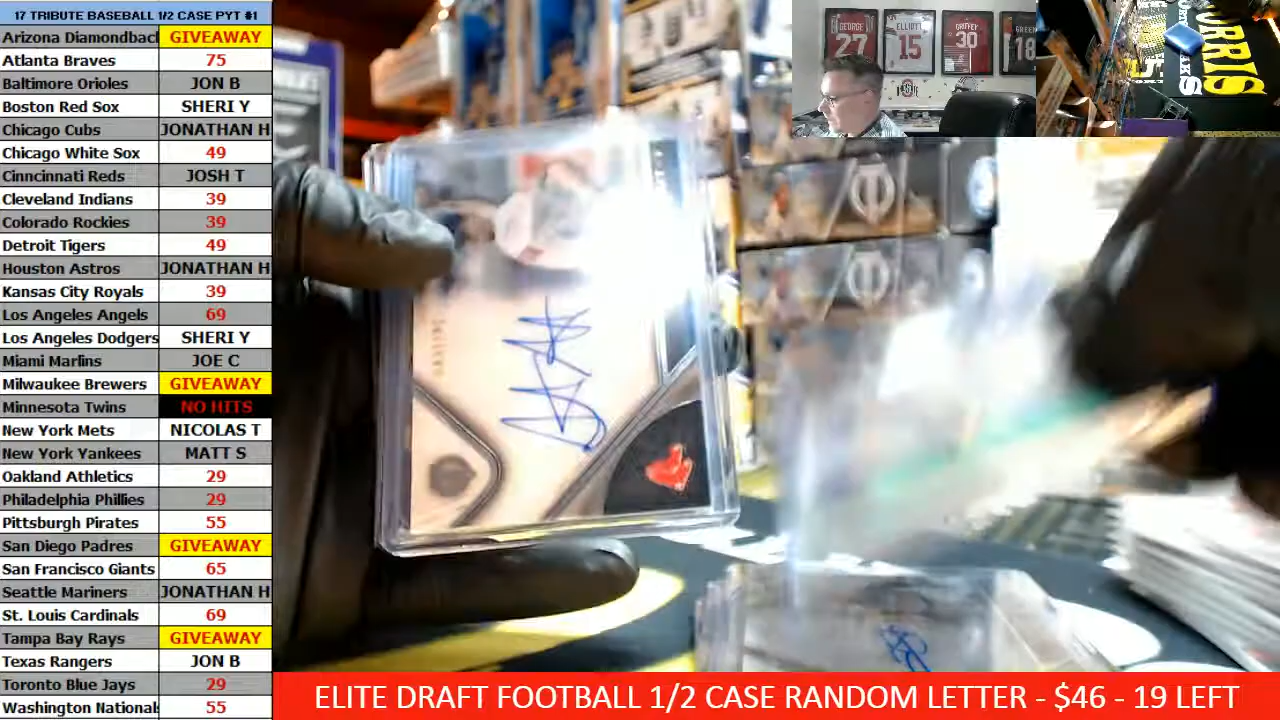 17 TRIBUTE BASEBALL 1/2 CASE PYT #1
Arizona Diamondbac GIVEAWAY
Atlanta Braves 75
Baltimore Orioles JON B
Boston Red Sox SHERI Y
Chicago Cubs JONATHAN H
Chicago White Sox 49
Cinncinnati Reds JOSH T
Cleveland Indians 39
Colorado Rockies 39
Detroit Tigers 49
Houston Astros JONATHAN H
Kansas City Royals 39
Los Angeles Angels 69
Los Angeles Dodgers SHERI Y
Miami Marlins JOE C
Milwaukee Brewers GIVEAWAY
Minnesota Twins NO HITS
New York Mets NICOLAS T
New York Yankees MATT S
Oakland Athletics 29
Philadelphia Phillies 29
Pittsburgh Pirates 55
San Diego Padres GIVEAWAY
San Francisco Giants 65
Seattle Mariners JONATHAN H
St. Louis Cardinals 69
Tampa Bay Rays GIVEAWAY
Texas Rangers JON B
Toronto Blue Jays 29
Washington Nationals 55
GEORGE 27
ELLIOTT 15
GRIFFEY 30
GREEN 18
ELITE DRAFT FOOTBALL 1/2 CASE RANDOM LETTER - $46 - 19 LEFT